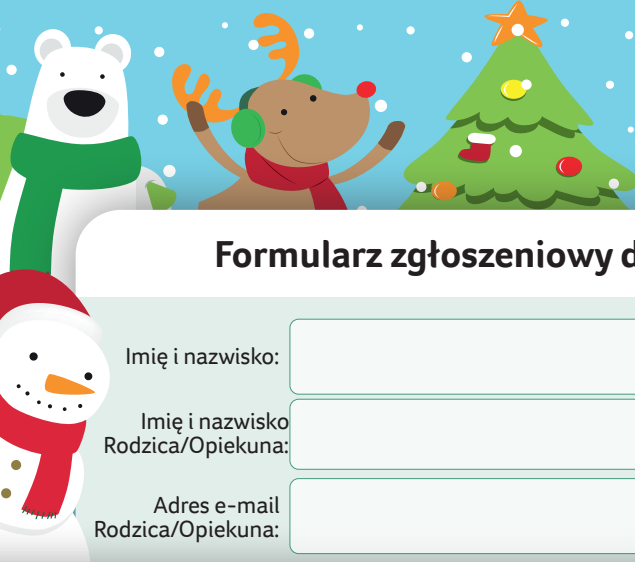 Formularz zgłoszeniowy
Imię i nazwisko:
Imię i nazwisko
Rodzica/Opiekuna:
Adres e-mail
Rodzica/Opiekuna: